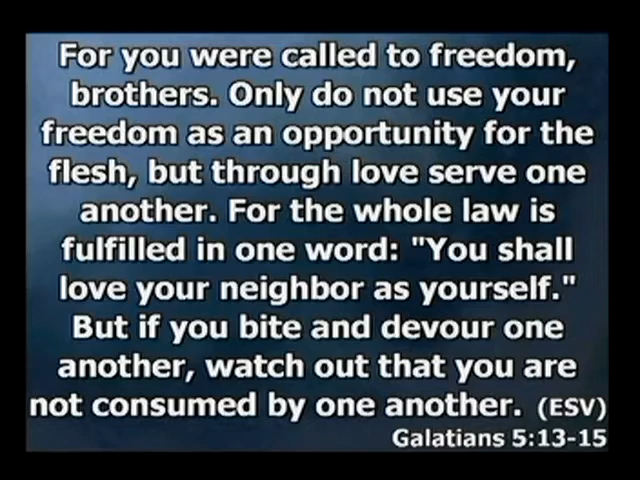 For you were called to freedom,
brothers. Only do not use your
freedom as an opportunity for the
flesh, but through love serve one
another. For the whole law is
fulfilled in one word: "You shall
love your neighbor as yourself."
But if you bite and devour one
another, watch out that you are
not consumed by one another. (ESV)
Galatians 5:13-15